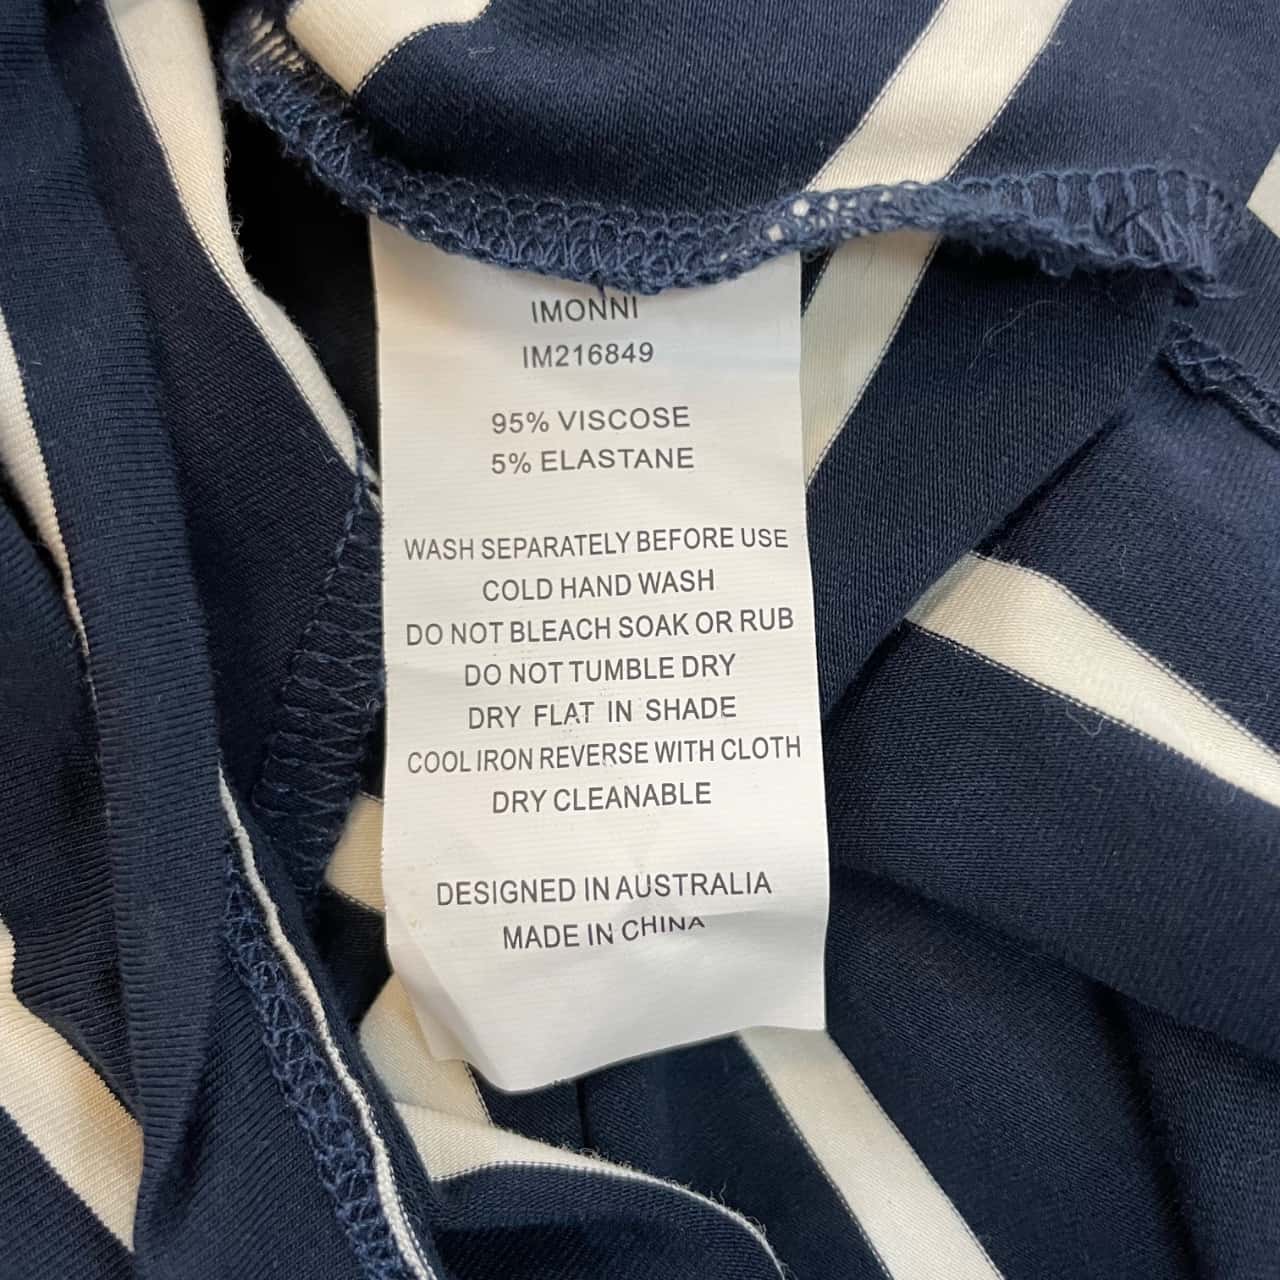 IMONNI
IM216849
95% VISCOSE
5% ELASTANE
WASH SEPARATELY BEFORE USE
COLD HAND WASH
DO NOT BLEACH SOAK OR RUB
DO NOT TUMBLE DRY
DRY FLAT IN SHADE
COOL IRON REVERSE WITH CLOTH
DRY CLEANABLE
DESIGNED IN AUSTRALIA
MADE IN CHINA